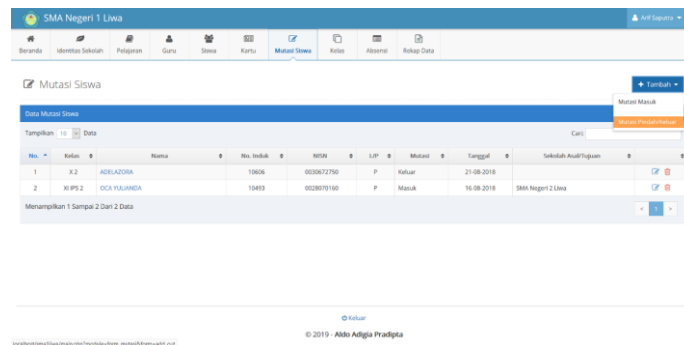 SMA Negeri 1 Liwa
Arif Saputra
Beranda Identitas Sekolah Pelajaran Guru Siswa Kartu Mutasi Siswa Kelas Absensi Rekap Data
Mutasi Siswa
+ Tambah
Mutasi Masuk
Mutasi Pindah/Keluar
Data Mutasi Siswa
Tampilkan 10 Data
Cari:
No. Kelas Nama No. Induk NISN L/P Mutasi Tanggal Sekolah Asal/Tujuan
1 X 2 ADELAZORA 10606 0030672750 P Keluar 21-08-2018
2 XI IPS 2 OCA YULIANDA 10493 0028070160 P Masuk 16-08-2018 SMA Negeri 2 Liwa
Menampilkan 1 Sampai 2 Dari 2 Data
< 1 >
Keluar
© 2019 - Aldo Adigia Pradipta